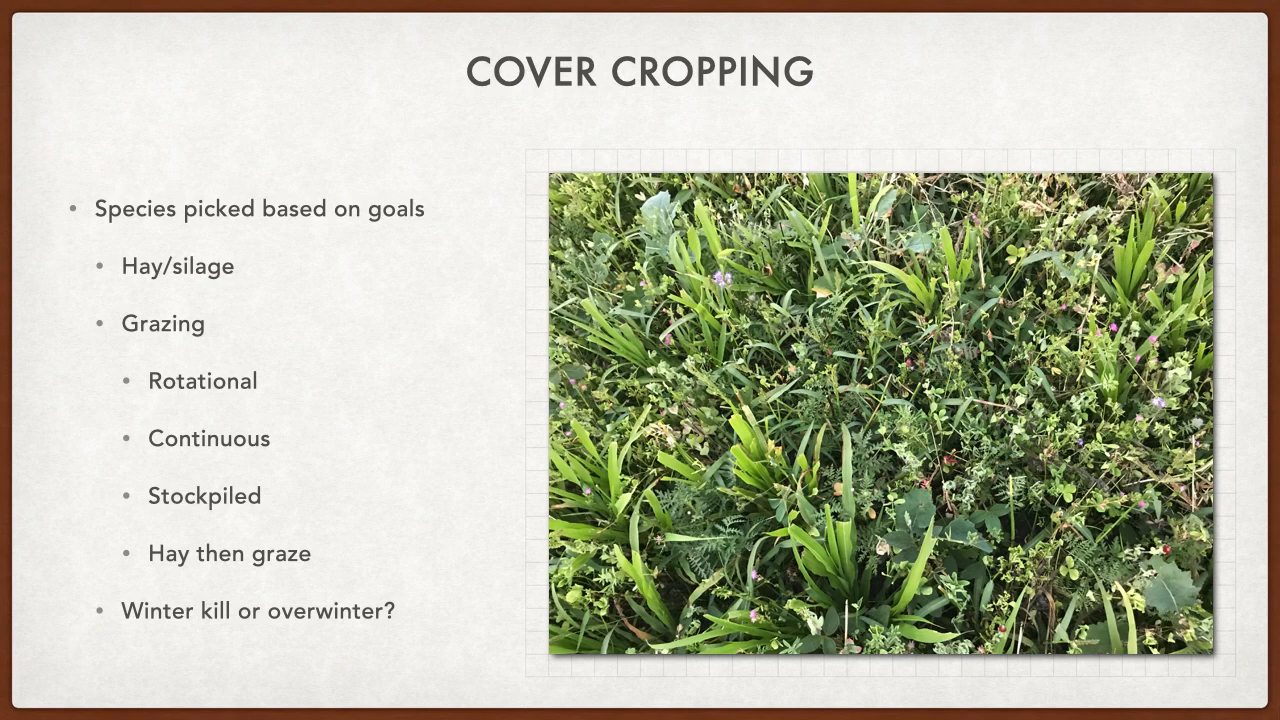 COVER CROPPING
• Species picked based on goals
• Hay/silage
• Grazing
• Rotational
• Continuous
• Stockpiled
• Hay then graze
• Winter kill or overwinter?